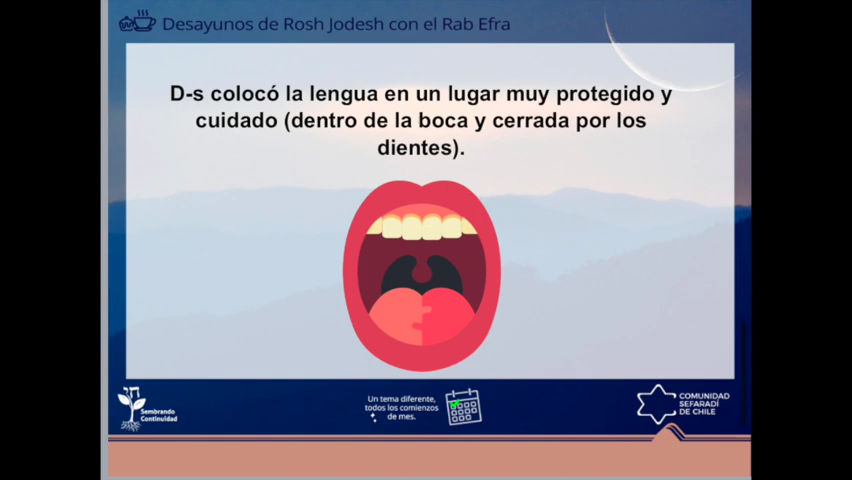 Desayunos de Rosh Jodesh con el Rab Efra
D-s colocó la lengua en un lugar muy protegido y
cuidado (dentro de la boca y cerrada por los
dientes).
Sembrando
Continuidad
Un tema diferente,
todos los comienzos
de mes.
COMUNIDAD
SEFARADÍ
DE CHILE